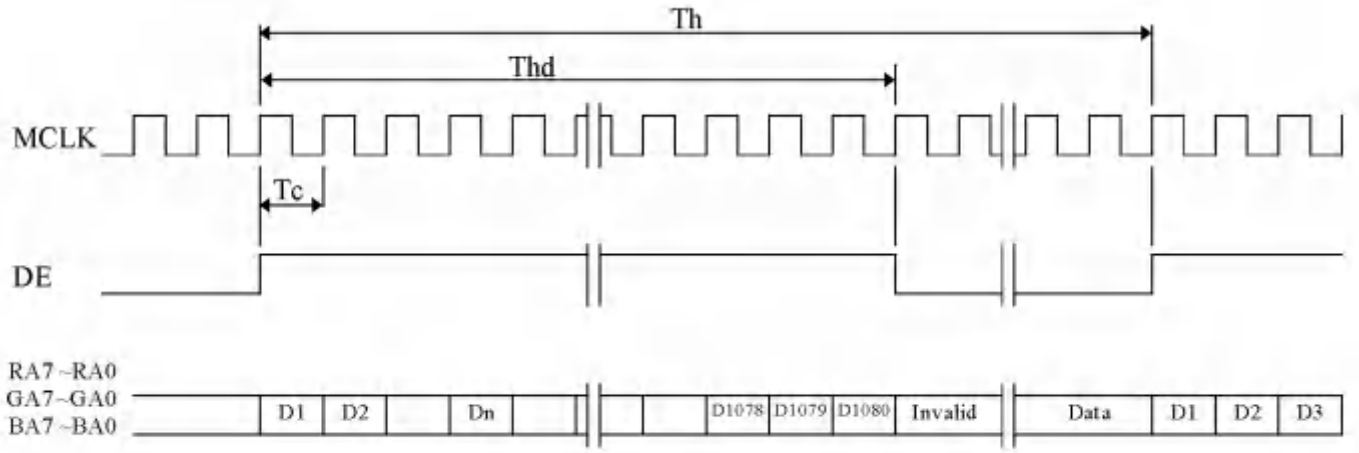 Th
Thd
MCLK
Tc
DE
RA7~RA0
GA7~GA0
BA7~BA0
D1 D2 Dn D1078 D1079 D1080 Invalid Data D1 D2 D3